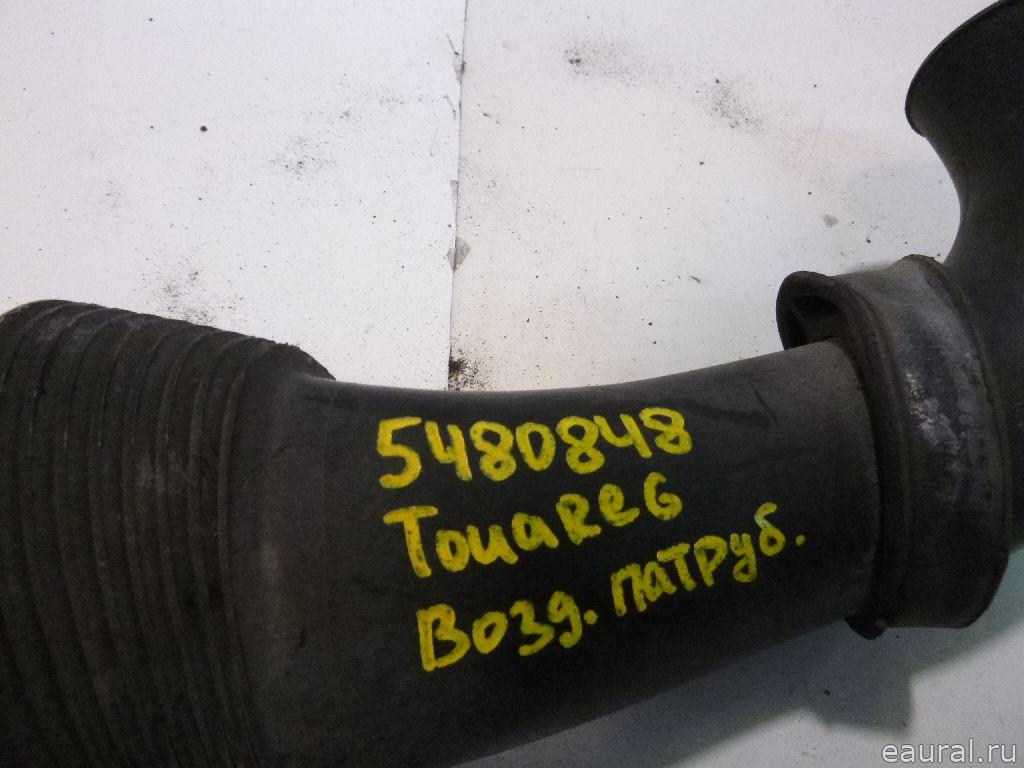 5480848
TouaReG
Возд. патруб.
eaural.ru